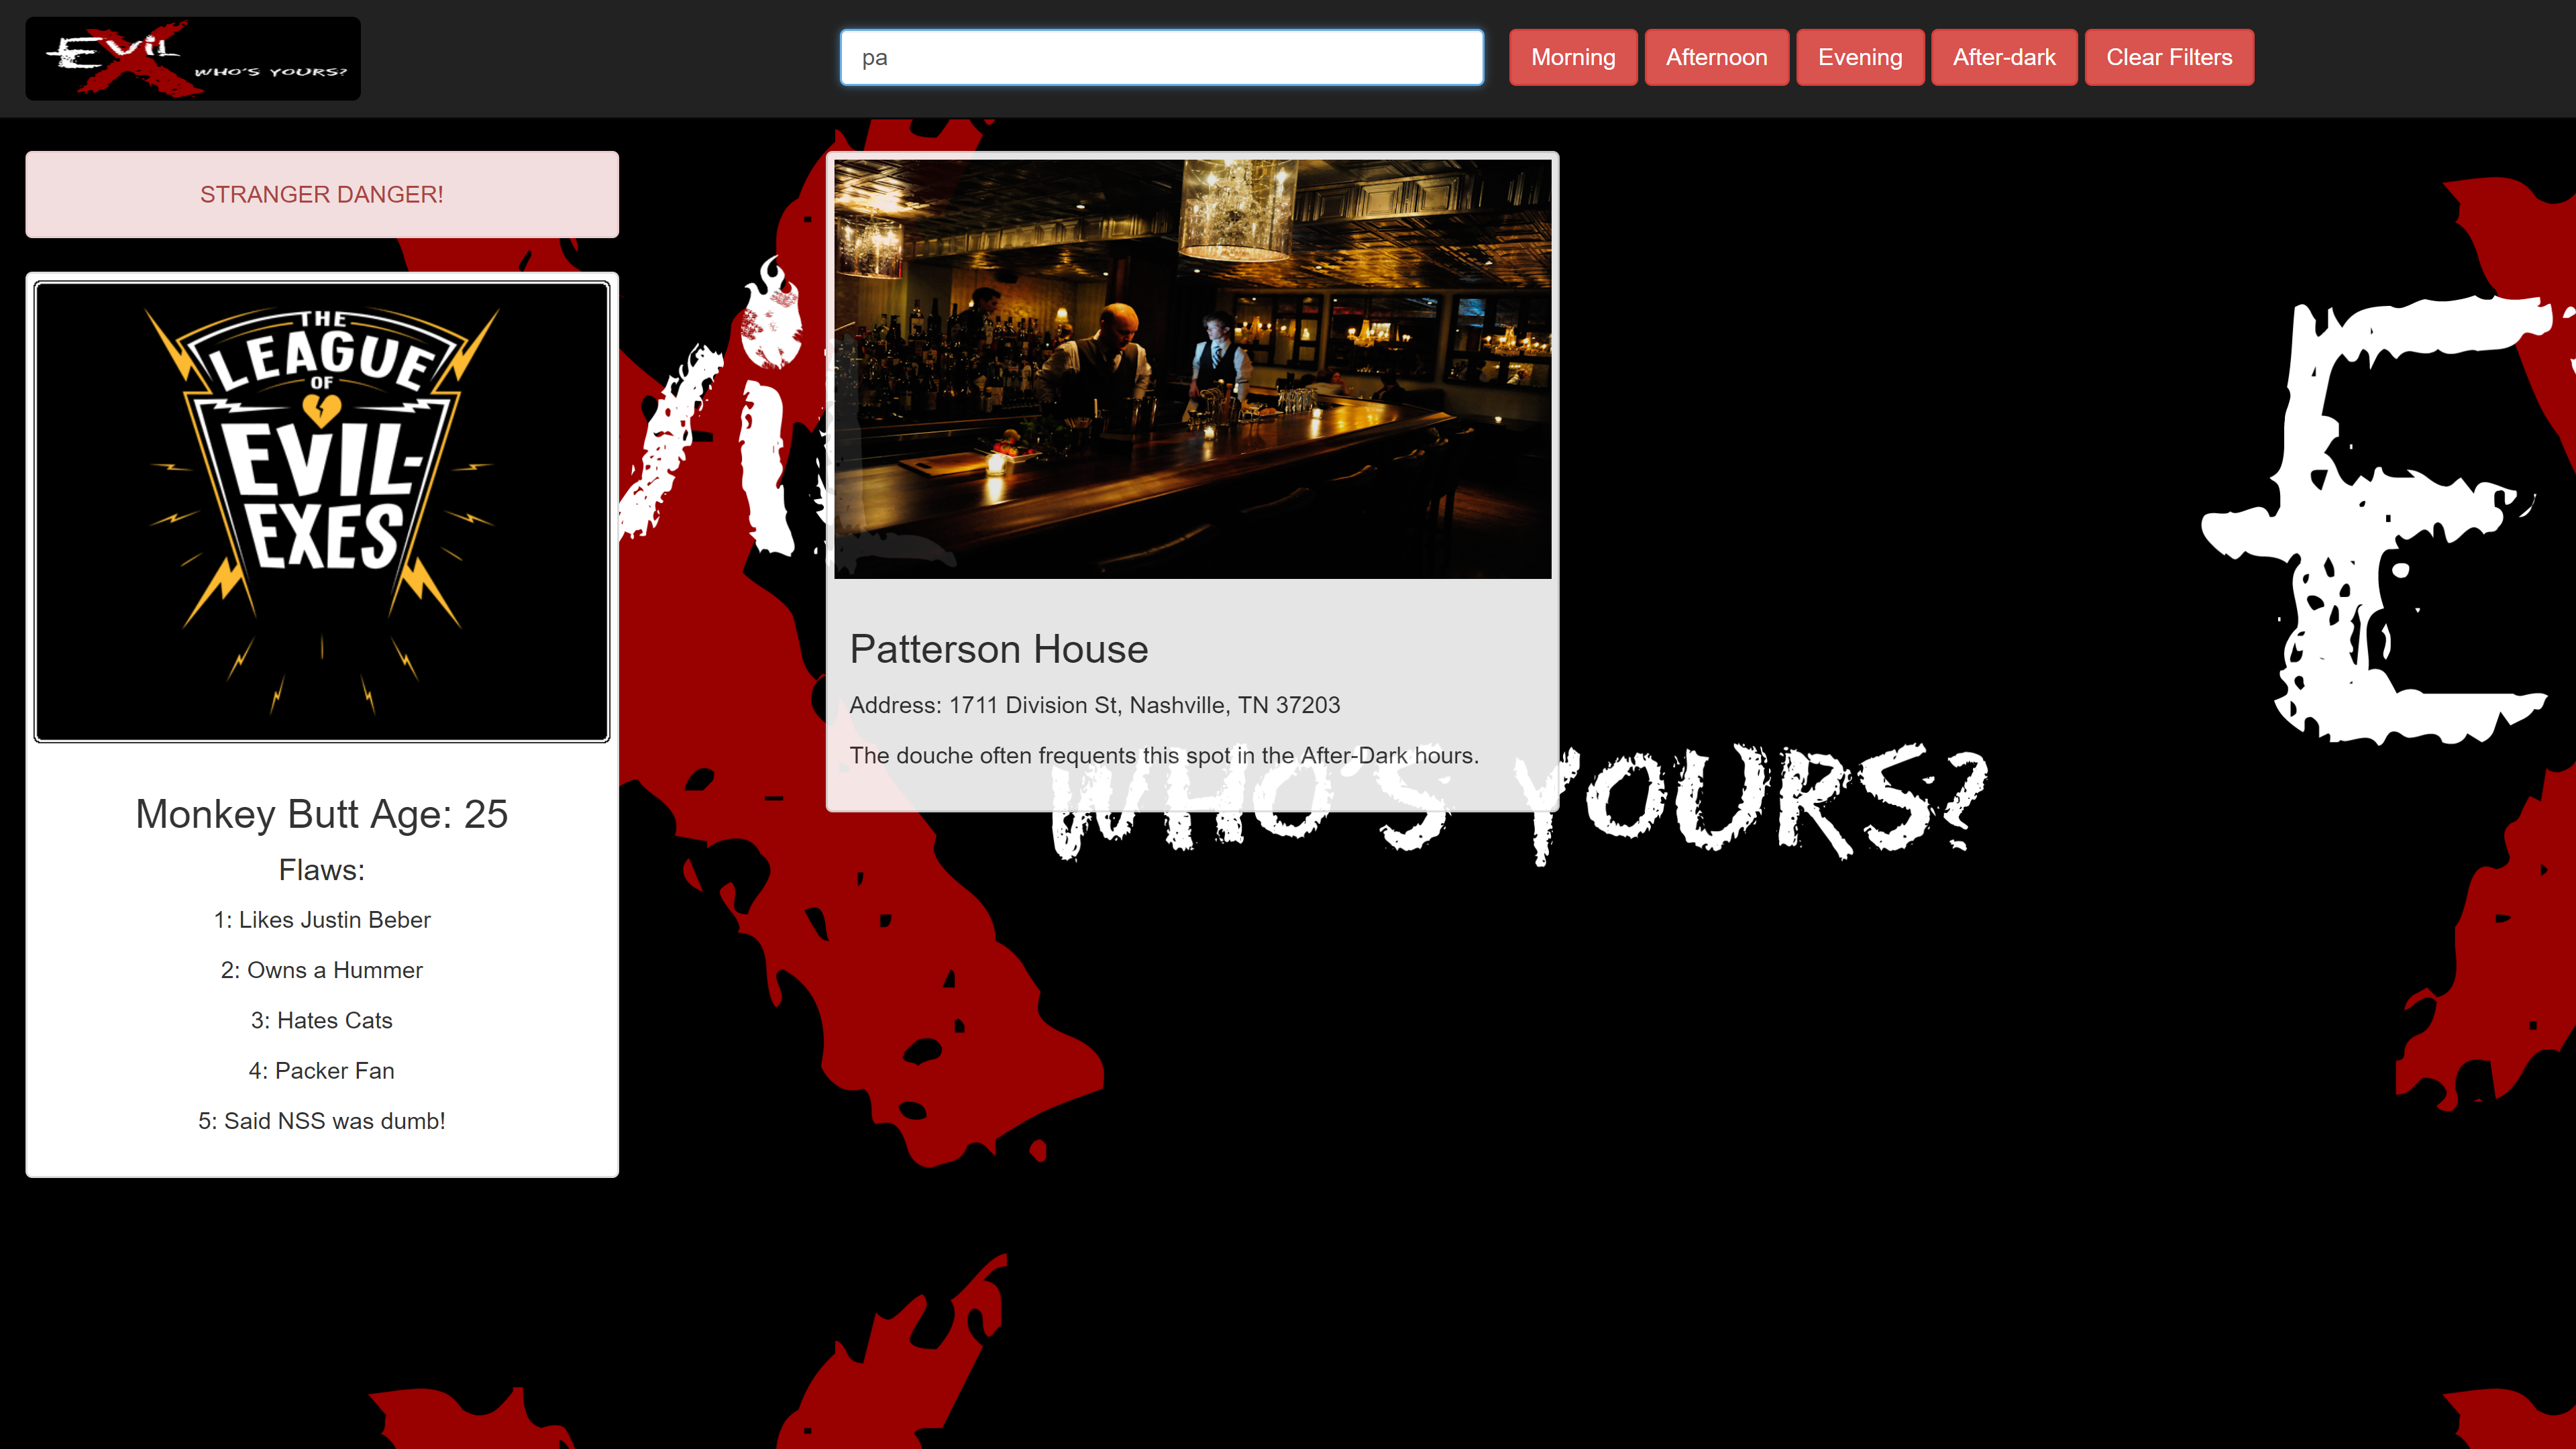 EViL X
WHO'S YOURS?
pa
Morning
Afternoon
Evening
After-dark
Clear Filters
STRANGER DANGER!
THE
LEAGUE
OF
EVIL-
EXES
Monkey Butt Age: 25
Flaws:
1: Likes Justin Beber
2: Owns a Hummer
3: Hates Cats
4: Packer Fan
5: Said NSS was dumb!
Patterson House
Address: 1711 Division St, Nashville, TN 37203
The douche often frequents this spot in the After-Dark hours.
WHO'S YOURS?
E